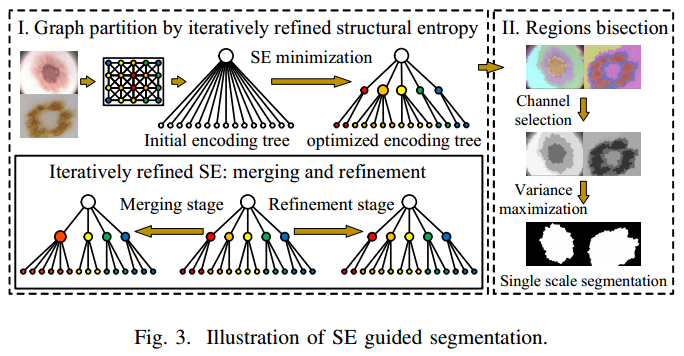 I. Graph partition by iteratively refined structural entropy
SE minimization
Initial encoding tree
optimized encoding tree
Iteratively refined SE: merging and refinement
Merging stage
Refinement stage
II. Regions bisection
Channel
selection
Variance
maximization
Single scale segmentation
Fig. 3. Illustration of SE guided segmentation.